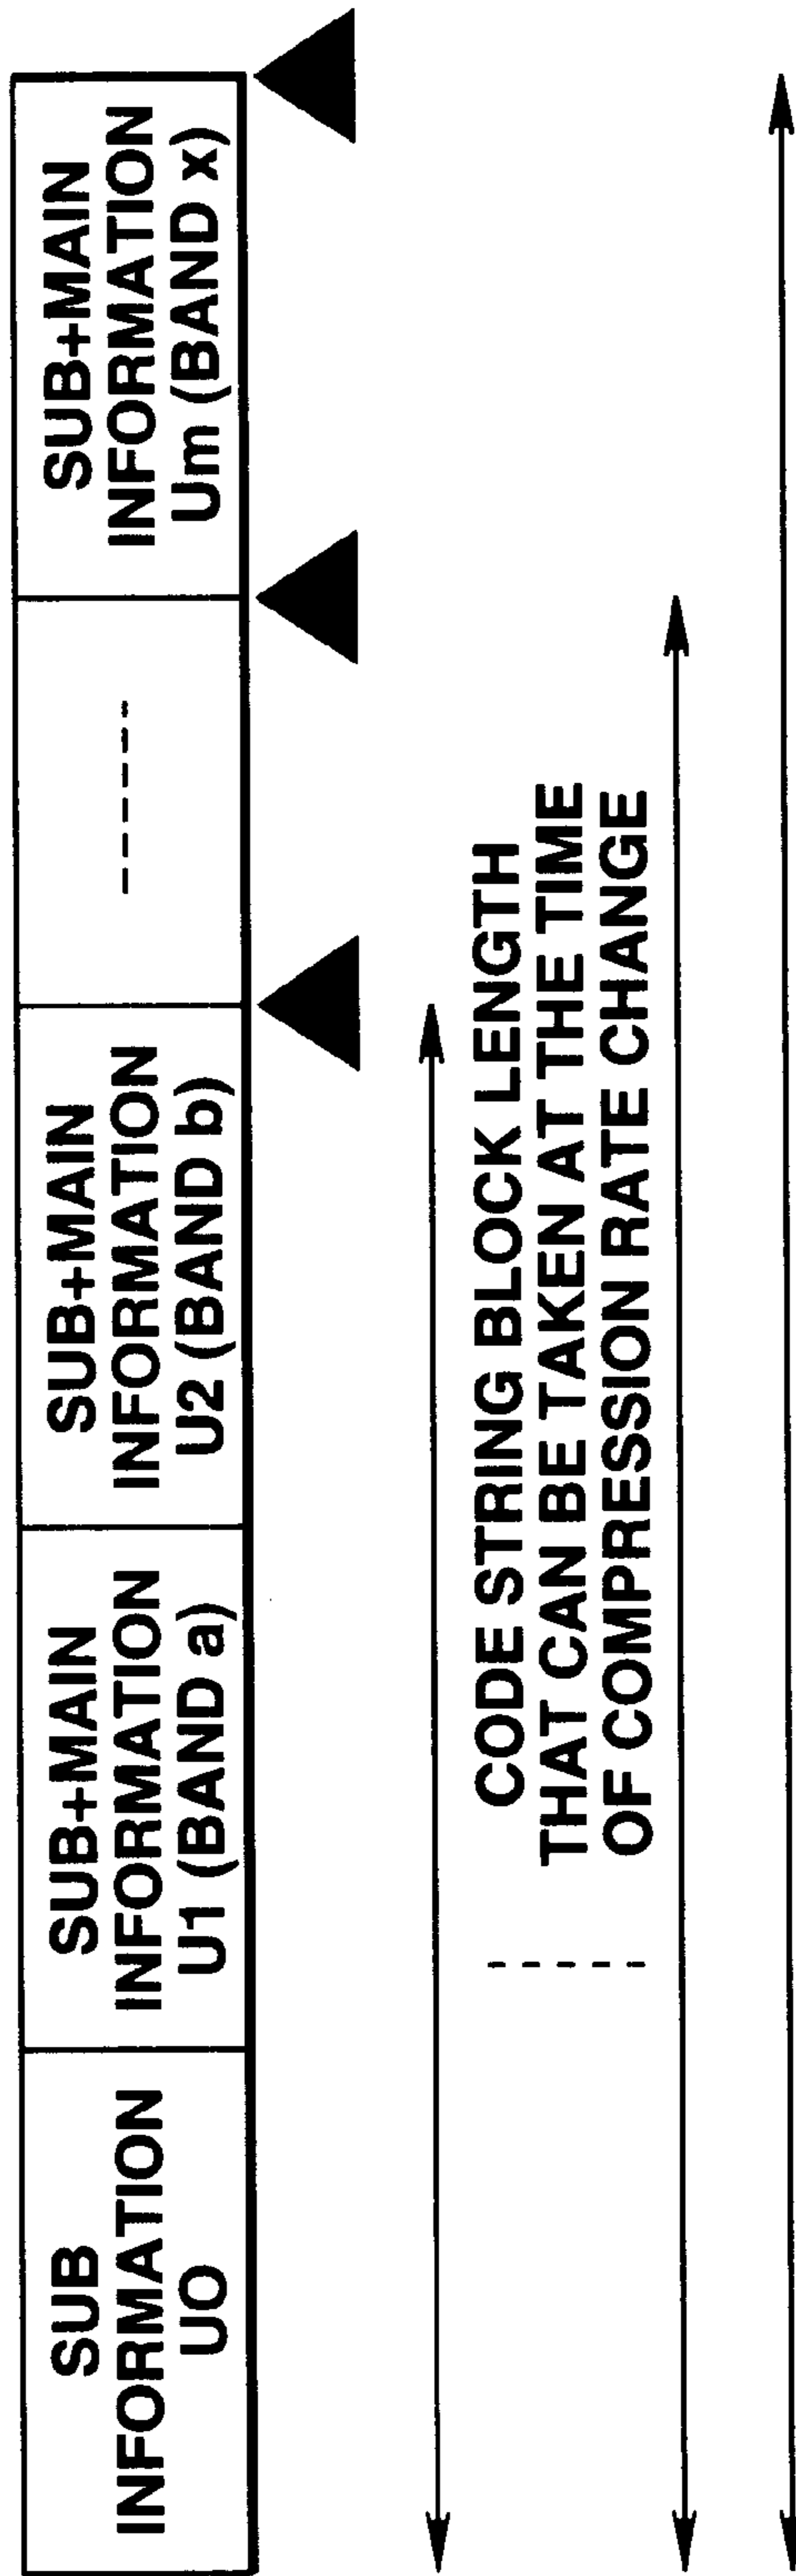 SUB
INFORMATION
UO
SUB+MAIN
INFORMATION
U1 (BAND a)
SUB+MAIN
INFORMATION
U2 (BAND b)
SUB+MAIN
INFORMATION
Um (BAND x)
CODE STRING BLOCK LENGTH
THAT CAN BE TAKEN AT THE TIME
OF COMPRESSION RATE CHANGE